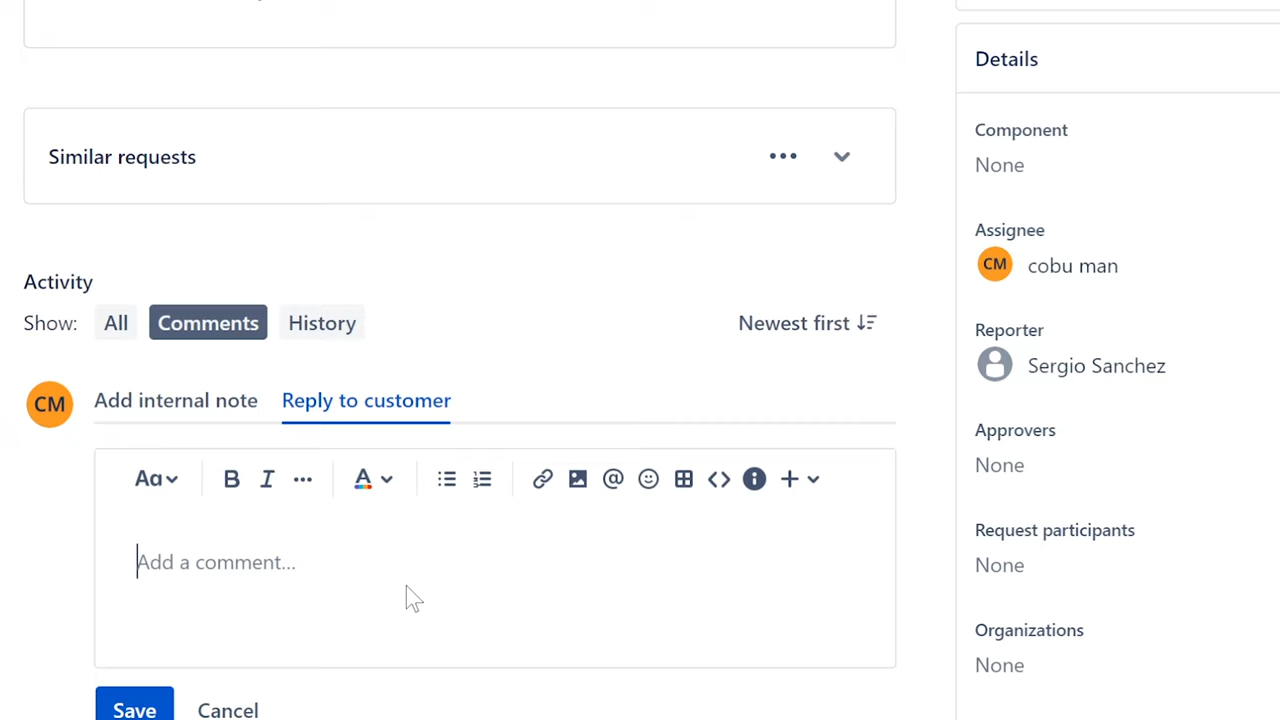 Similar requests
Activity
Show: All Comments History Newest first
CM Add internal note Reply to customer
Aa B I A @
Add a comment...
Save Cancel
Details
Component
None
Assignee
CM cobu man
Reporter
Sergio Sanchez
Approvers
None
Request participants
None
Organizations
None